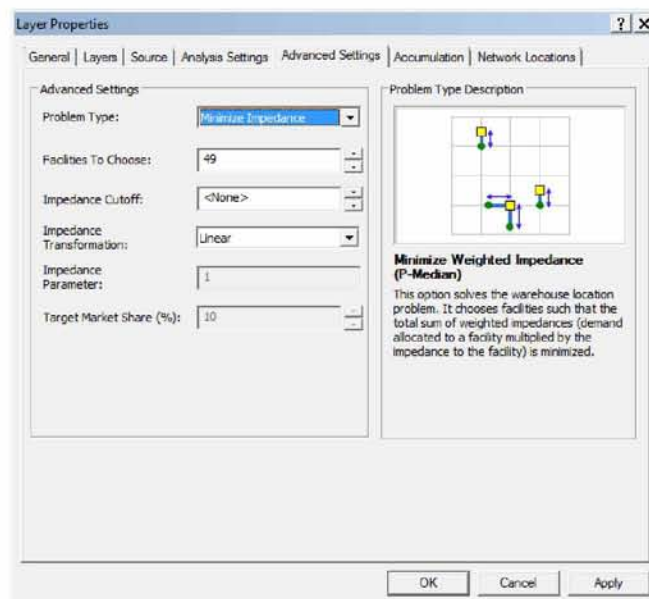 Layer Properties
General | Layers | Source | Analysis Settings | Advanced Settings | Accumulation | Network Locations
Advanced Settings
Problem Type: Minimize Impedance
Facilities To Choose: 49
Impedance Cutoff: <None>
Impedance
Transformation: Linear
Impedance
Parameter: 1
Target Market Share (%): 10
Problem Type Description
Minimize Weighted Impedance
(P-Median)
This option solves the warehouse location
problem. It chooses facilities such that the
total sum of weighted impedances (demand
allocated to a facility multiplied by the
impedance to the facility) is minimized.
OK Cancel Apply